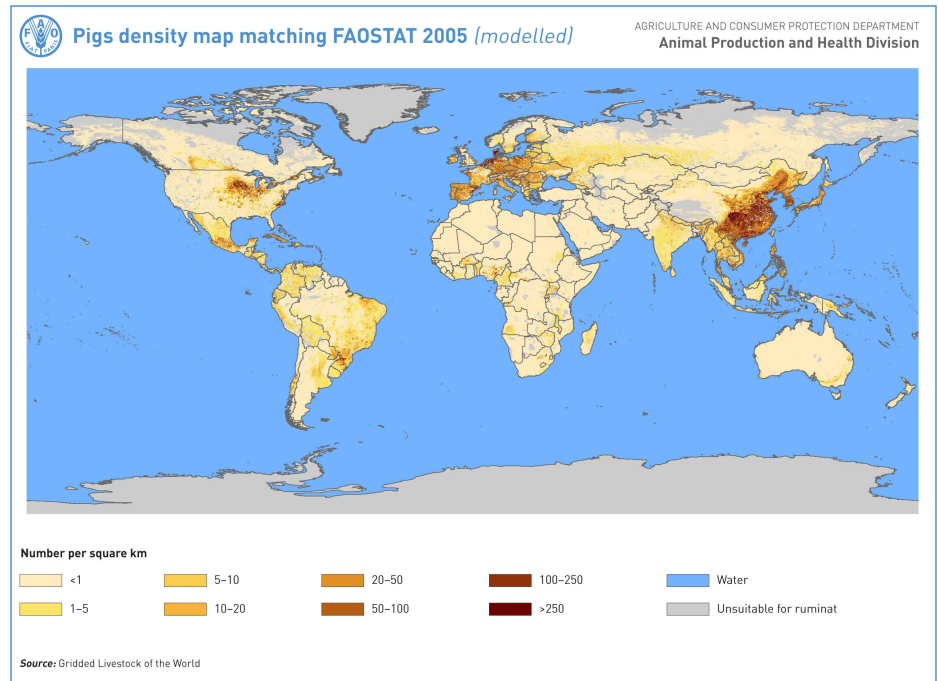 F A O
FIAT PANIS
Pigs density map matching FAOSTAT 2005 (modelled)
AGRICULTURE AND CONSUMER PROTECTION DEPARTMENT
Animal Production and Health Division
Number per square km
<1
5–10
20–50
100–250
Water
1–5
10–20
50–100
>250
Unsuitable for ruminat
Source: Gridded Livestock of the World